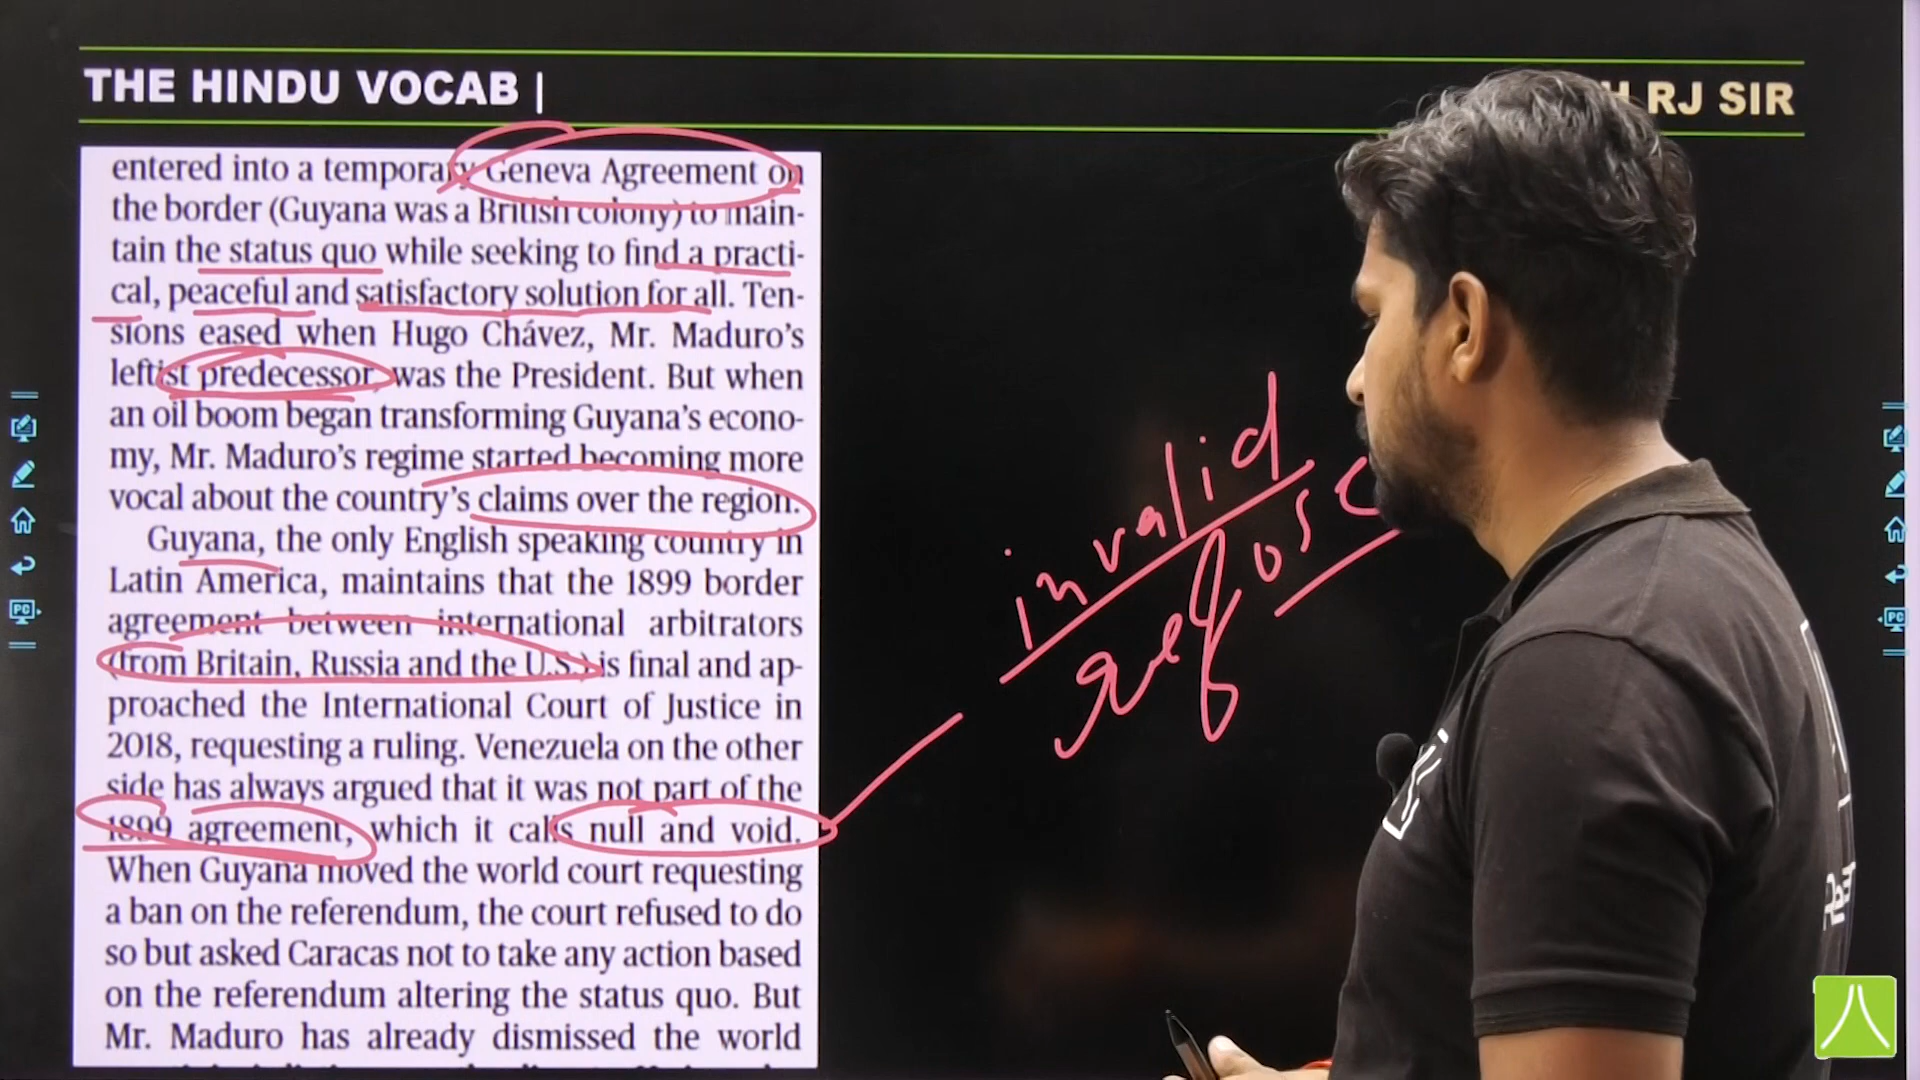 THE HINDU VOCAB |
RJ SIR
entered into a temporary Geneva Agreement on
the border (Guyana was a British colony) to main-
tain the status quo while seeking to find a practi-
cal, peaceful and satisfactory solution for all. Ten-
sions eased when Hugo Chávez, Mr. Maduro's
leftist predecessor, was the President. But when
an oil boom began transforming Guyana's econo-
my, Mr. Maduro's regime started becoming more
vocal about the country's claims over the region.
Guyana, the only English speaking country in
Latin America, maintains that the 1899 border
agreement between international arbitrators
(from Britain, Russia and the U.S.) is final and ap-
proached the International Court of Justice in
2018, requesting a ruling. Venezuela on the other
side has always argued that it was not part of the
1899 agreement, which it calls null and void.
When Guyana moved the world court requesting
a ban on the referendum, the court refused to do
so but asked Caracas not to take any action based
on the referendum altering the status quo. But
Mr. Maduro has already dismissed the world
invalid
PC
PC